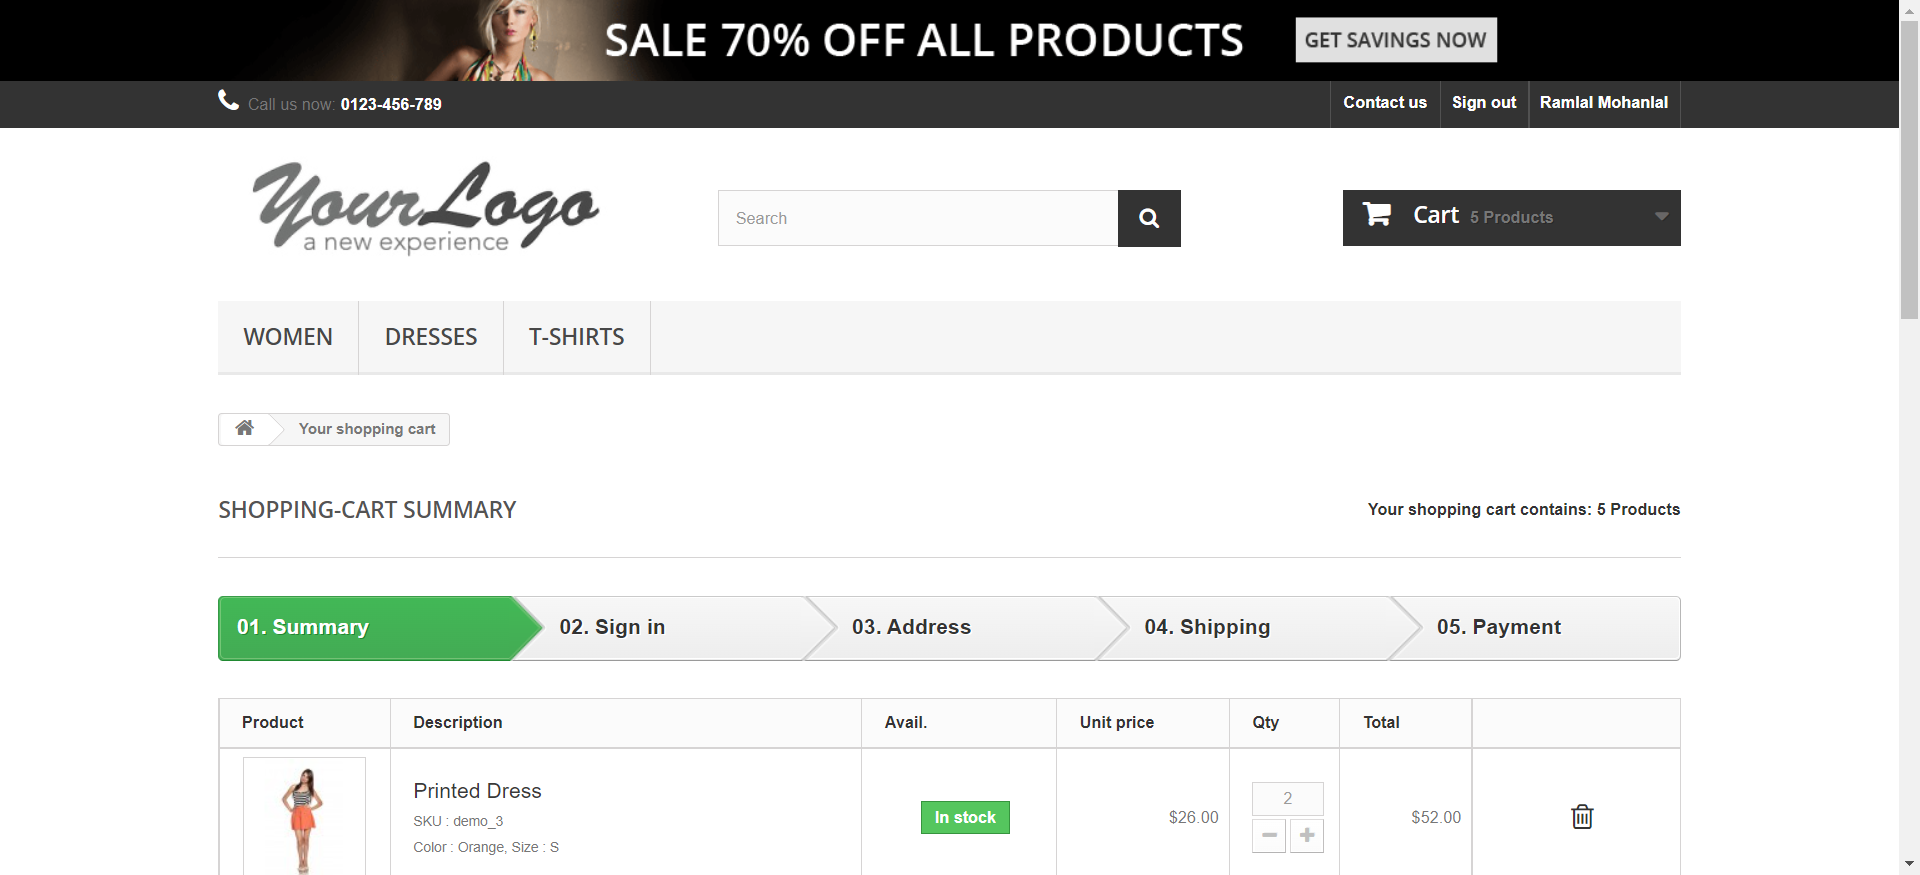 SALE 70% OFF ALL PRODUCTS GET SAVINGS NOW
Call us now: 0123-456-789 Contact us Sign out Ramlal Mohanlal
YourLogo
a new experience
Search
Cart 5 Products
WOMEN DRESSES T-SHIRTS
Your shopping cart
SHOPPING-CART SUMMARY Your shopping cart contains: 5 Products
01. Summary 02. Sign in 03. Address 04. Shipping 05. Payment
Product Description Avail. Unit price Qty Total
Printed Dress
SKU : demo_3
Color : Orange, Size : S
In stock
$26.00
2
$52.00